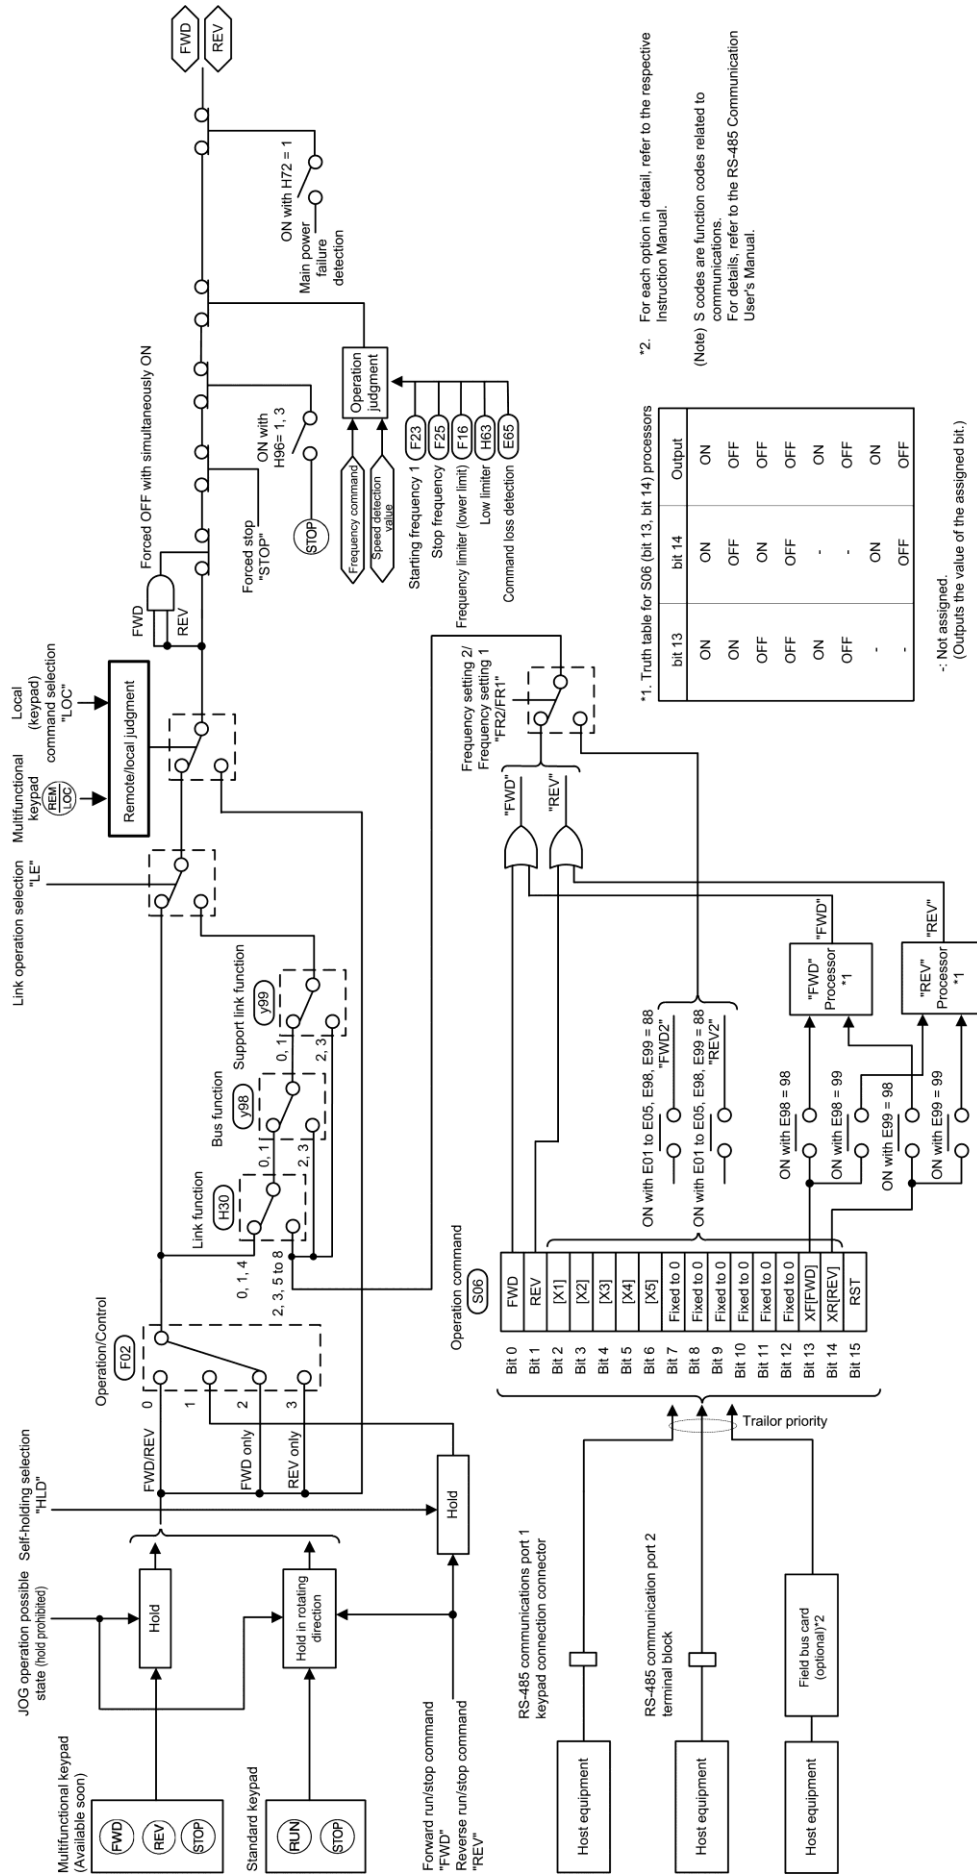 Multifunctional keypad
(Available soon)
FWD
REV
STOP
Standard keypad
RUN
STOP
JOG operation possible
state (hold prohibited)
Self-holding selection
"HLD"
Hold
Hold in rotating
direction
Hold
Forward run/stop command
"FWD"
Reverse run/stop command
"REV"
Operation/Control
F02
0
1
2
3
FWD/REV
FWD only
REV only
Link function
H30
0, 1, 4
2, 3, 5 to 8
Bus function
y98
0, 1
2, 3
Support link function
y99
0, 1
2, 3
Link operation selection
"LE"
Multifunctional
keypad
REM
LOC
Local
(keypad)
command selection
"LOC"
Remote/local judgment
FWD
REV
Forced OFF with simultaneously ON
Forced stop
"STOP"
ON with
H96= 1, 3
STOP
Frequency command
Speed detection
value
Operation
judgment
Starting frequency 1
F23
Stop frequency
F25
Frequency limiter (lower limit)
F16
Low limiter
H63
Command loss detection
E65
ON with H72 = 1
Main power
failure
detection
FWD
REV
RS-485 communications port 1
keypad connection connector
Host equipment
RS-485 communication port 2
terminal block
Host equipment
Field bus card
(optional)*2
Host equipment
Trailor priority
Operation command
S06
Bit 0 FWD
Bit 1 REV
Bit 2 [X1]
Bit 3 [X2]
Bit 4 [X3]
Bit 5 [X4]
Bit 6 [X5]
Bit 7 Fixed to 0
Bit 8 Fixed to 0
Bit 9 Fixed to 0
Bit 10 Fixed to 0
Bit 11 Fixed to 0
Bit 12 Fixed to 0
Bit 13 XF[FWD]
Bit 14 XR[REV]
Bit 15 RST
ON with E01 to E05, E98, E99 = 88
"FWD2"
ON with E01 to E05, E98, E99 = 88
"REV2"
ON with E98 = 98
ON with E98 = 99
ON with E99 = 98
ON with E99 = 99
"FWD"
Processor
*1
"REV"
Processor
*1
"FWD"
"REV"
"FWD"
"REV"
Frequency setting 2/
Frequency setting 1
"FR2/FR1"
*1. Truth table for S06 (bit 13, bit 14) processors
bit 13 bit 14 Output
ON ON ON
ON OFF OFF
OFF ON OFF
OFF OFF OFF
ON - ON
OFF - OFF
- ON ON
- OFF OFF
-: Not assigned.
(Outputs the value of the assigned bit.)
*2. For each option in detail, refer to the respective
Instruction Manual.
(Note) S codes are function codes related to
communications.
For details, refer to the RS-485 Communication
User's Manual.